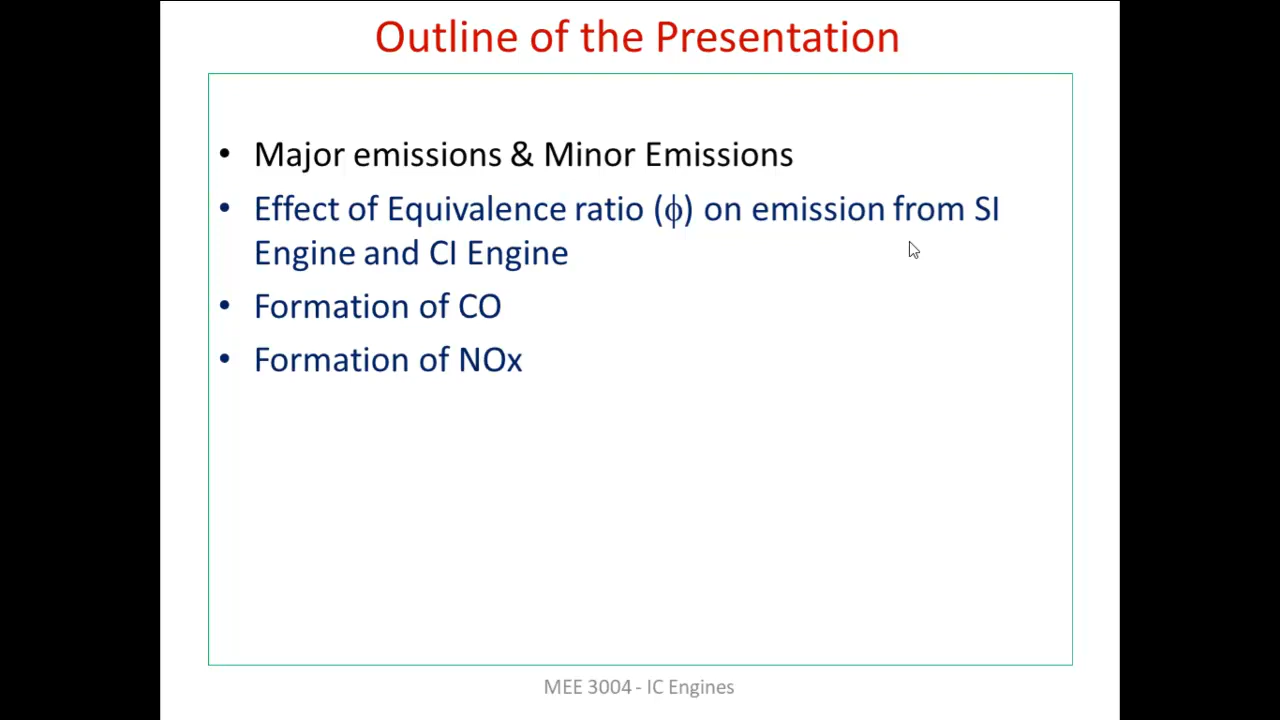 Outline of the Presentation
• Major emissions & Minor Emissions
• Effect of Equivalence ratio (ϕ) on emission from SI
Engine and CI Engine
• Formation of CO
• Formation of NOx
MEE 3004 - IC Engines